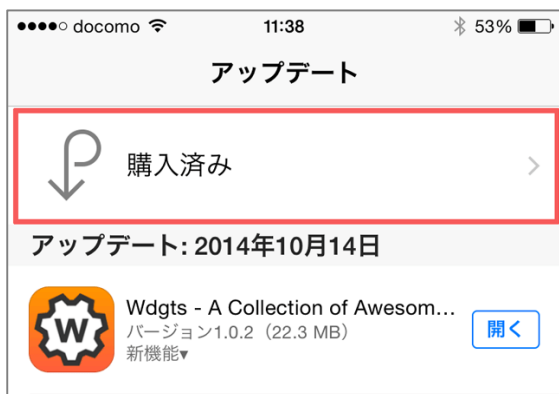 docomo 11:38 53%
アップデート
購入済み
アップデート: 2014年10月14日
W
Wdgts - A Collection of Awesom...
バージョン1.0.2（22.3 MB）
新機能▾
開く